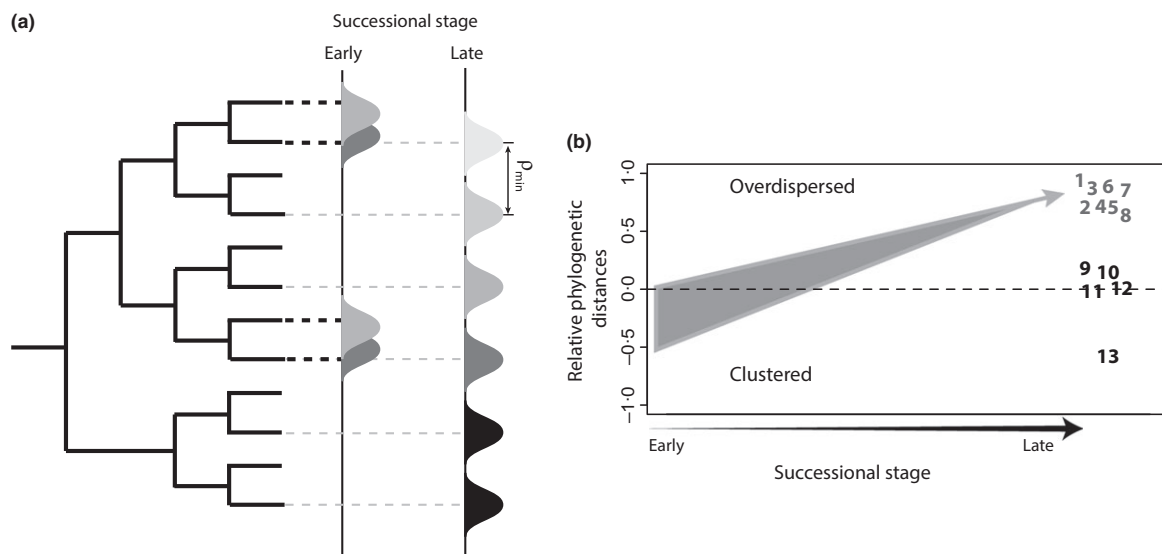 (a)
Successional stage
Early
Late
ρmin
(b)
Relative phylogenetic
distances
1·0
0·5
0·0
−0·5
−1·0
Overdispersed
Clustered
1 3 6 7
2 4 5 8
9 10
11 12
13
Early
Late
Successional stage